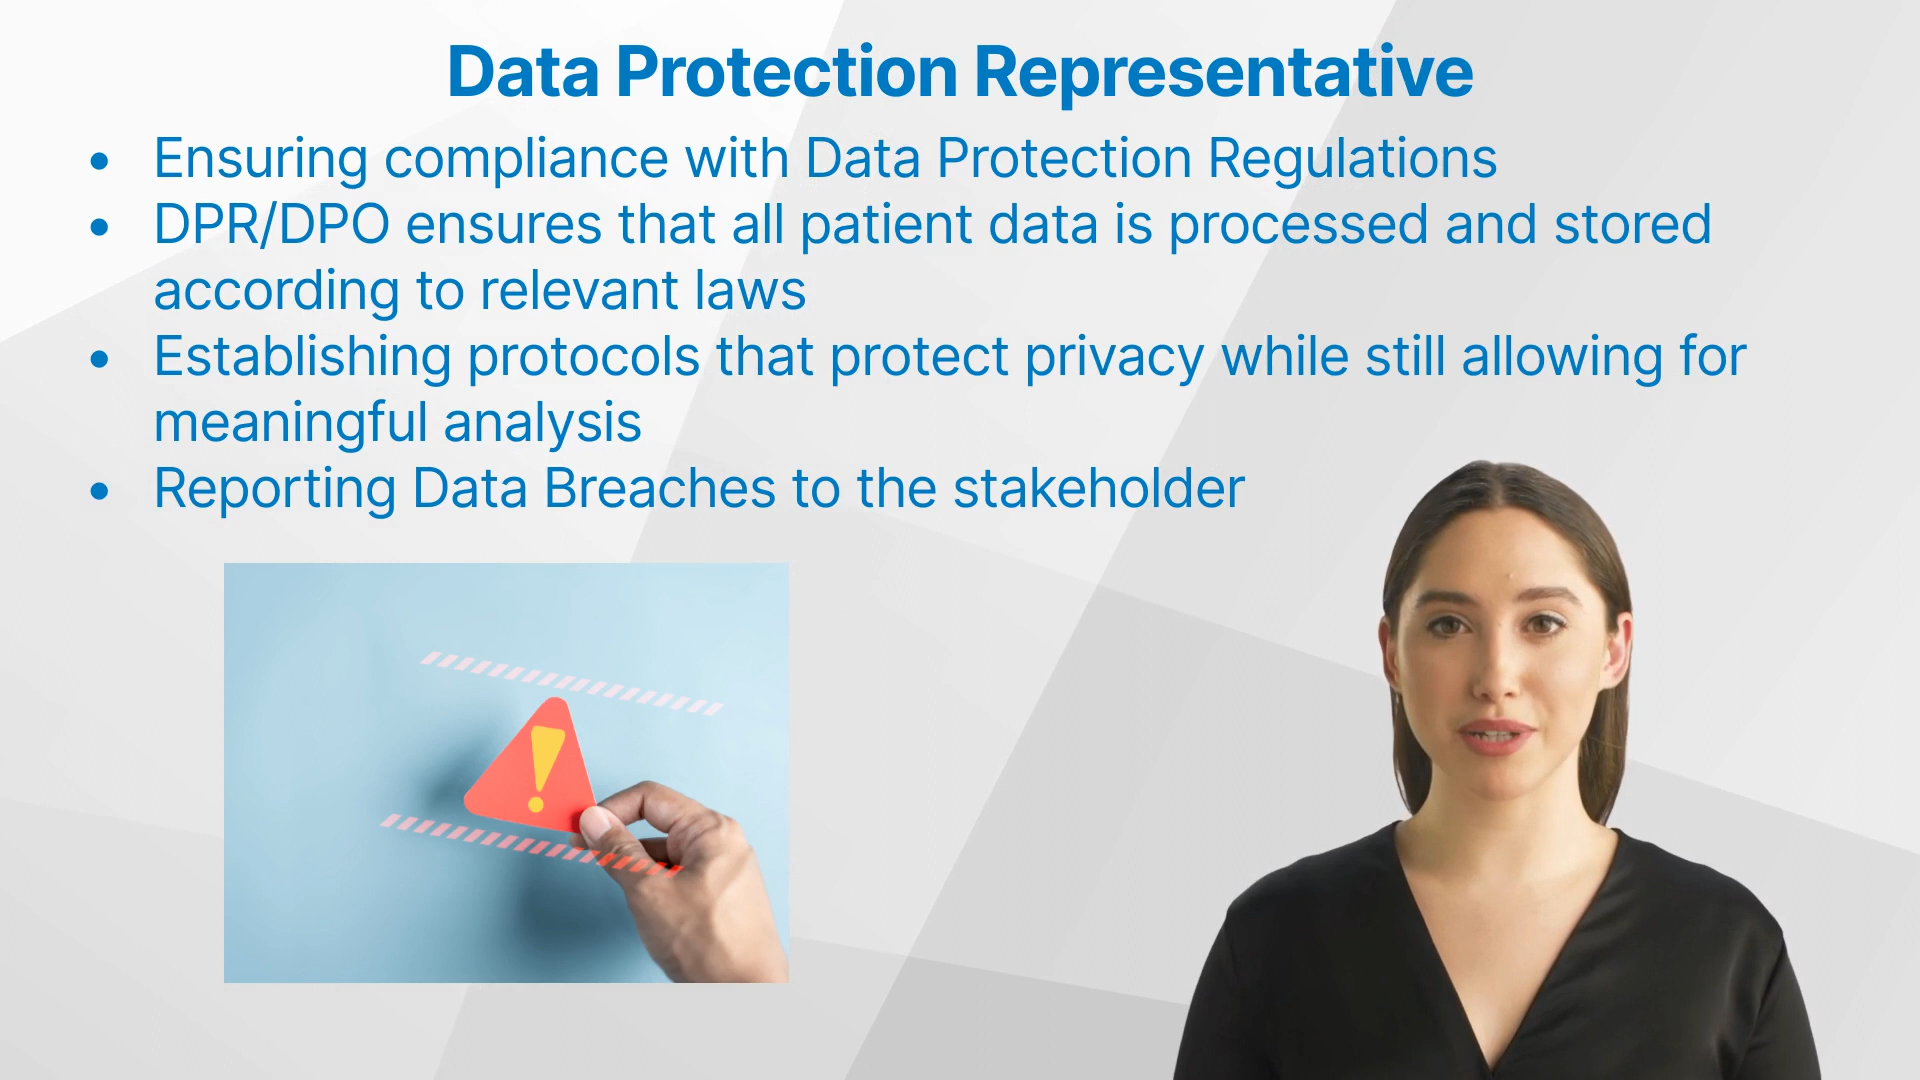 Data Protection Representative
• Ensuring compliance with Data Protection Regulations
• DPR/DPO ensures that all patient data is processed and stored
according to relevant laws
• Establishing protocols that protect privacy while still allowing for
meaningful analysis
• Reporting Data Breaches to the stakeholder